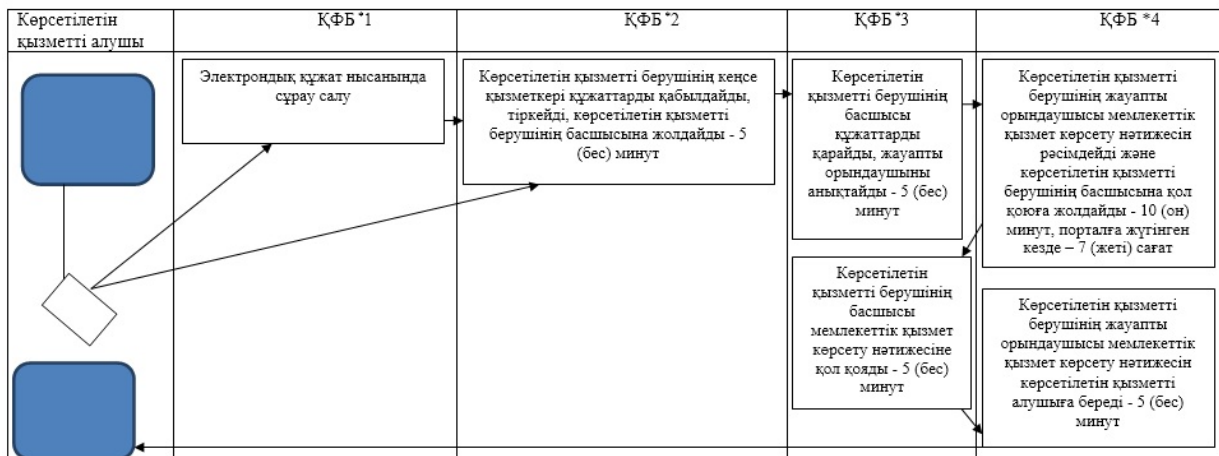 Көрсетілетін
қызметті алушы
ҚФБ *1
ҚФБ *2
ҚФБ *3
ҚФБ *4
Электрондық құжат нысанында
сұрау салу
Көрсетілетін қызметті берушінің кеңсе
қызметкері құжаттарды қабылдайды,
тіркейді, көрсетілетін қызметті
берушінің басшысына жолдайды - 5
(бес) минут
Көрсетілетін
қызметті берушінің
басшысы
құжаттарды
қарайды, жауапты
орындаушыны
анықтайды - 5 (бес)
минут
Көрсетілетін қызметті
берушінің жауапты
орындаушысы мемлекеттік
қызмет көрсету нәтижесін
рәсімдейді және
көрсетілетін қызметті
берушінің басшысына қол
қоюға жолдайды - 10 (он)
минут, порталға жүгінген
кезде – 7 (жеті) сағат
Көрсетілетін
қызметті берушінің
басшысы
мемлекеттік қызмет
көрсету нәтижесіне
қол қояды - 5 (бес)
минут
Көрсетілетін қызметті
берушінің жауапты
орындаушысы мемлекеттік
қызмет көрсету нәтижесін
көрсетілетін қызметті
алушыға береді - 5 (бес)
минут